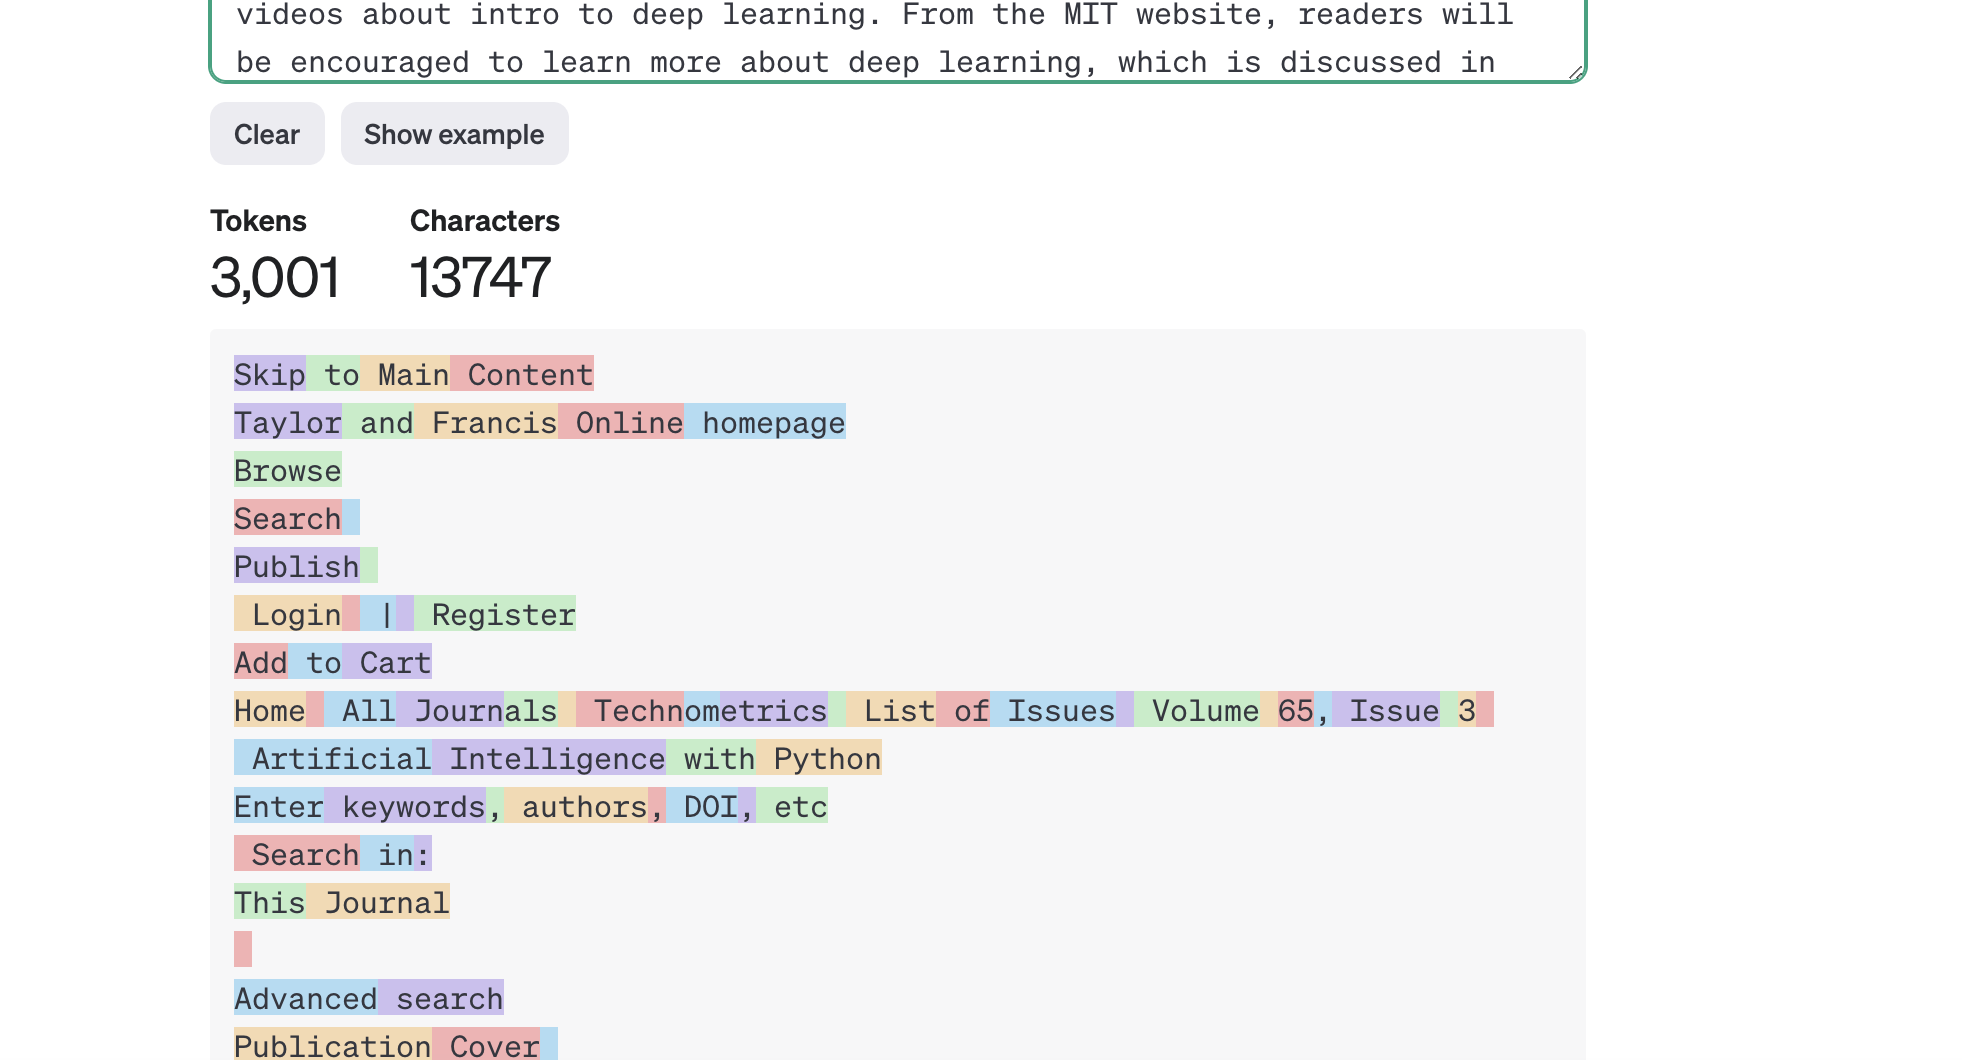 videos about intro to deep learning. From the MIT website, readers will
be encouraged to learn more about deep learning, which is discussed in
Clear Show example
Tokens Characters
3,001 13747
Skip to Main Content
Taylor and Francis Online homepage
Browse
Search
Publish
Login | Register
Add to Cart
Home All Journals Technometrics List of Issues Volume 65, Issue 3
Artificial Intelligence with Python
Enter keywords, authors, DOI, etc
Search in:
This Journal
Advanced search
Publication Cover